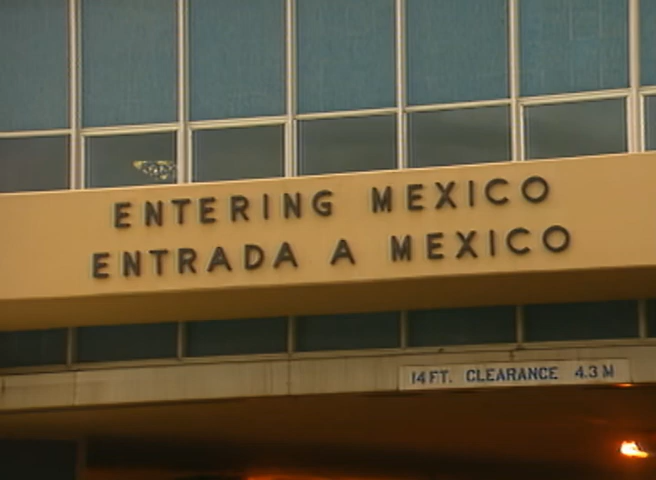 ENTERING MEXICO
ENTRADA A MEXICO
14 FT. CLEARANCE 4.3 M